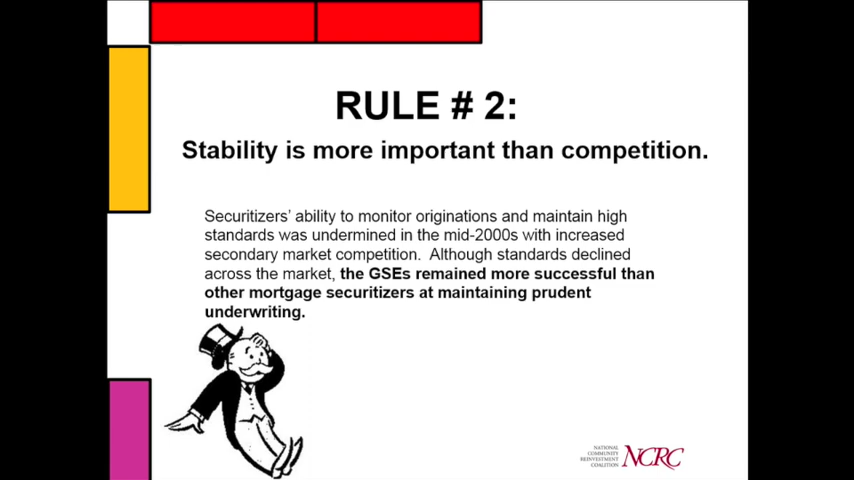 RULE # 2:
Stability is more important than competition.
Securitizers' ability to monitor originations and maintain high
standards was undermined in the mid-2000s with increased
secondary market competition.  Although standards declined
across the market, the GSEs remained more successful than
other mortgage securitizers at maintaining prudent
underwriting.
NATIONAL
COMMUNITY
REINVESTMENT
COALITION
NCRC